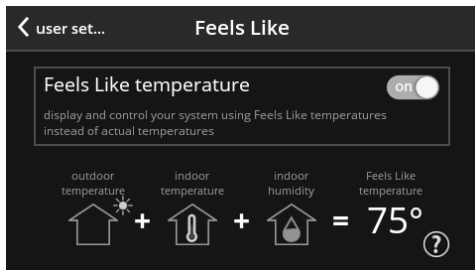 user set...
Feels Like
Feels Like temperature
on
display and control your system using Feels Like temperatures
instead of actual temperatures
outdoor
temperature
indoor
temperature
indoor
humidity
Feels Like
temperature
+ + = 75°
?